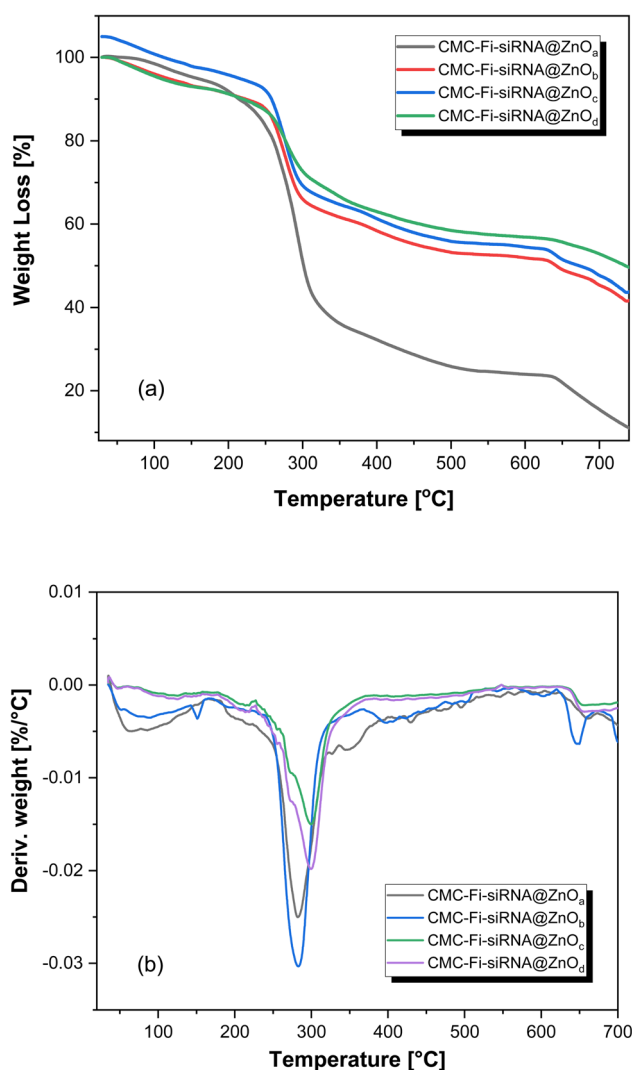 CMC-Fi-siRNA@ZnOa
CMC-Fi-siRNA@ZnOb
CMC-Fi-siRNA@ZnOc
CMC-Fi-siRNA@ZnOd
100
80
60
40
20
Weight Loss [%]
(a)
100 200 300 400 500 600 700
Temperature [°C]
0.01
0.00
-0.01
-0.02
-0.03
Deriv. weight [%/°C]
CMC-Fi-siRNA@ZnOa
CMC-Fi-siRNA@ZnOb
CMC-Fi-siRNA@ZnOc
CMC-Fi-siRNA@ZnOd
(b)
100 200 300 400 500 600 700
Temperature [°C]